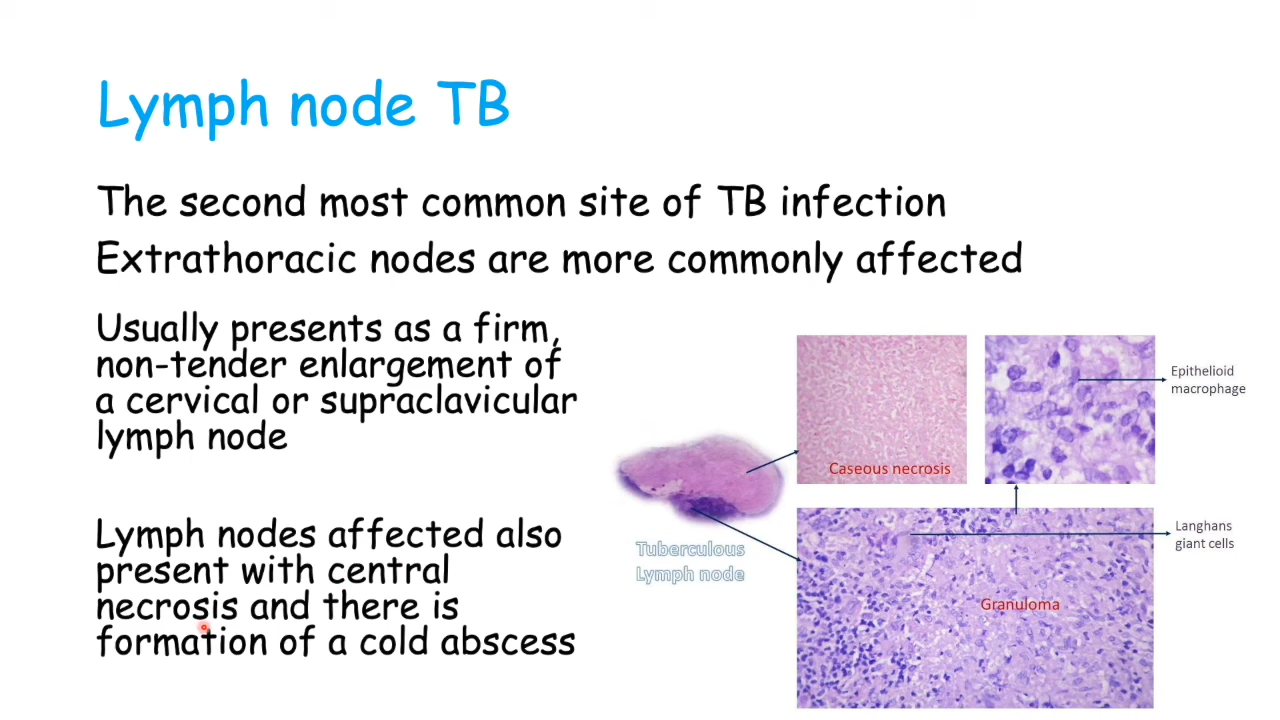 Lymph node TB
The second most common site of TB infection
Extrathoracic nodes are more commonly affected
Usually presents as a firm,
non-tender enlargement of
a cervical or supraclavicular
lymph node
Lymph nodes affected also
present with central
necrosis and there is
formation of a cold abscess
Tuberculous
Lymph node
Caseous necrosis
Epithelioid
macrophage
Langhans
giant cells
Granuloma